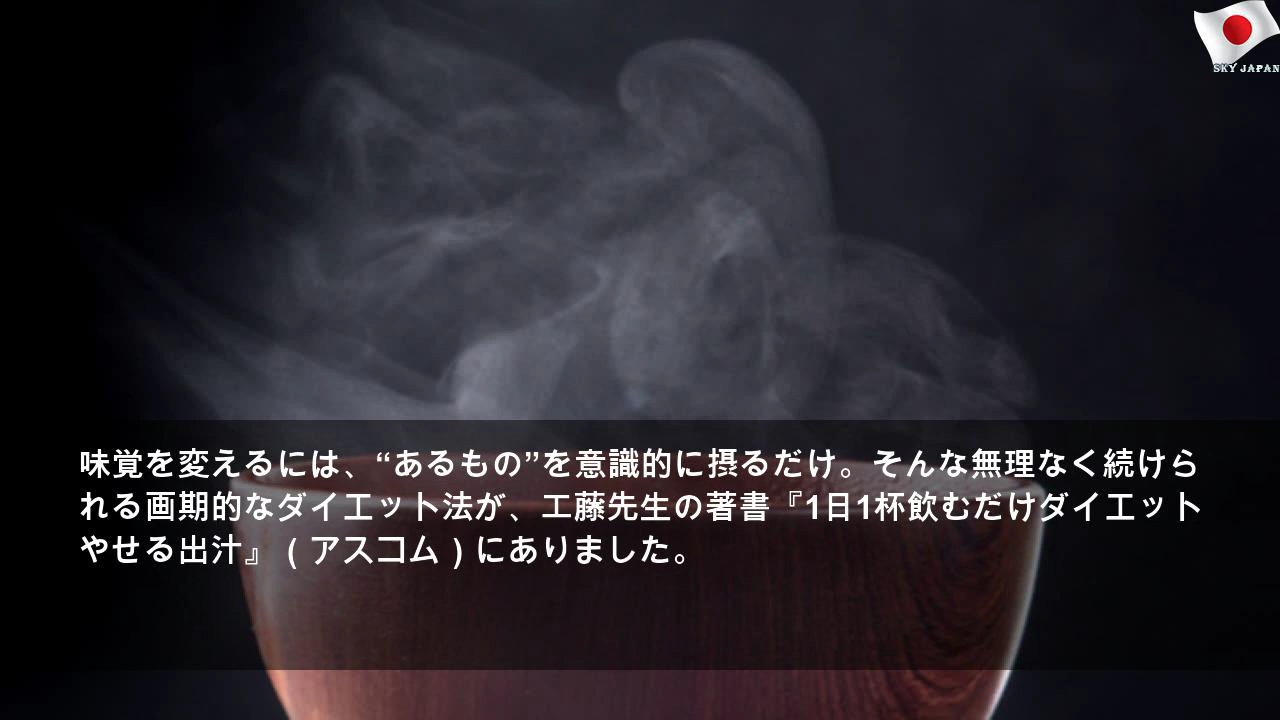 SKY JAPAN
味覚を変えるには、“あるもの”を意識的に摂るだけ。そんな無理なく続けら
れる画期的なダイエット法が、工藤先生の著書『1日1杯飲むだけダイエット
やせる出汁』（アスコム）にありました。